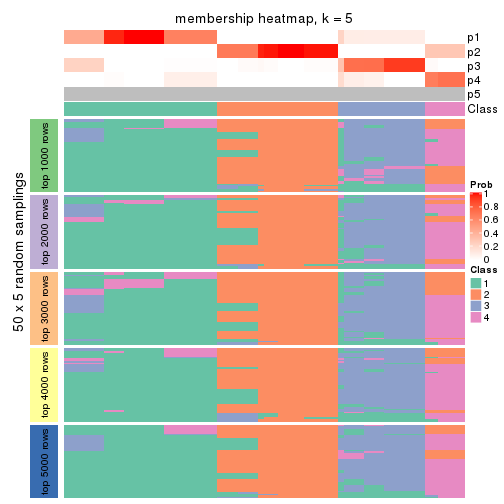 membership heatmap, k = 5
p1
p2
p3
p4
p5
Class
50 x 5 random samplings
top 1000 rows
top 2000 rows
top 3000 rows
top 4000 rows
top 5000 rows
Prob
1
0.8
0.6
0.4
0.2
0
Class
1
2
3
4